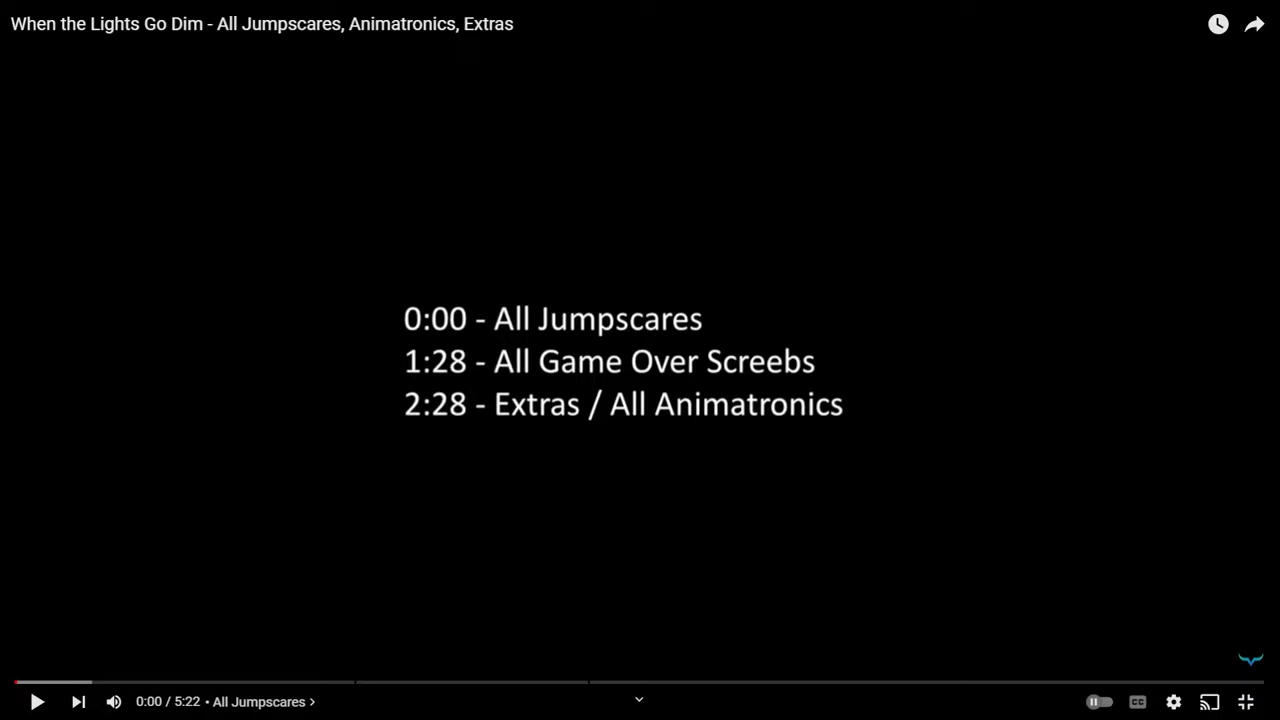 When the Lights Go Dim - All Jumpscares, Animatronics, Extras
0:00 - All Jumpscares
1:28 - All Game Over Screebs
2:28 - Extras / All Animatronics
0:00 / 5:22 • All Jumpscares
CC